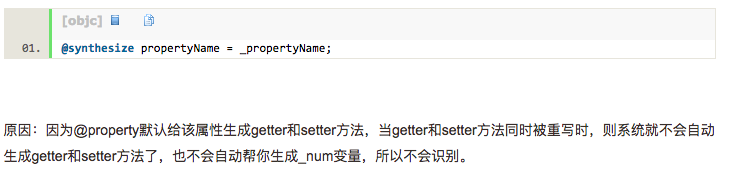 [objc]
01. @synthesize propertyName = _propertyName;
原因：因为@property默认给该属性生成getter和setter方法，当getter和setter方法同时被重写时，则系统就不会自动
生成getter和setter方法了，也不会自动帮你生成_num变量，所以不会识别。